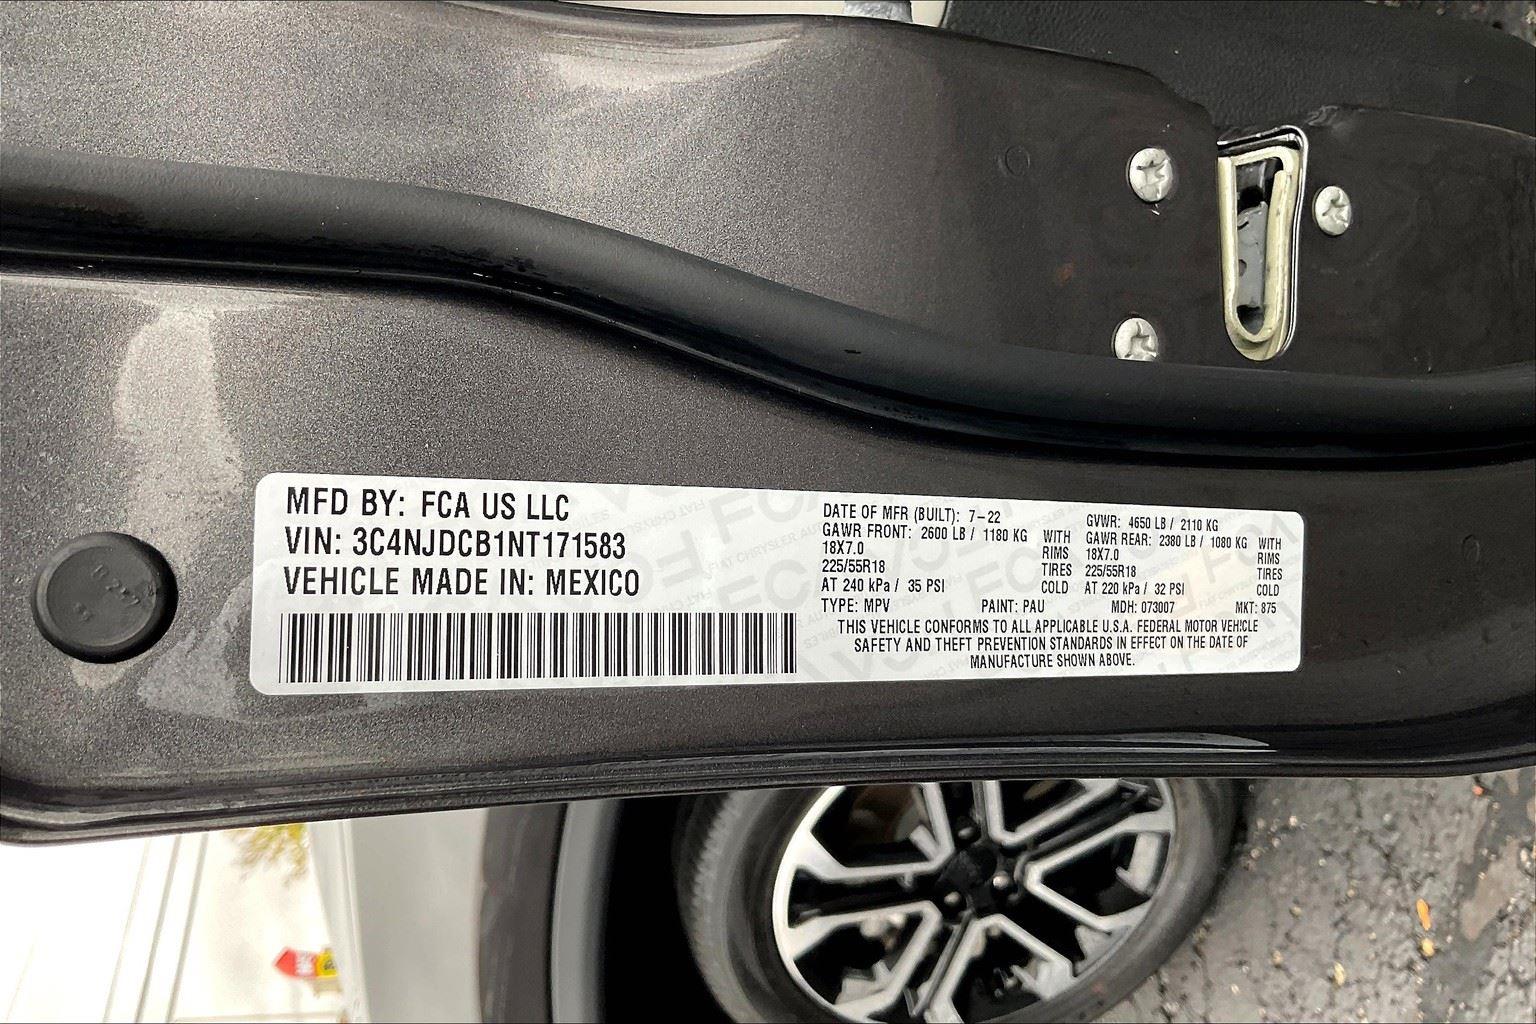 MFD BY: FCA US LLC
VIN: 3C4NJDCB1NT171583
VEHICLE MADE IN: MEXICO
DATE OF MFR (BUILT): 7-22
GVWR: 4650 LB / 2110 KG
GAWR FRONT: 2600 LB / 1180 KG WITH
18X7.0 RIMS
225/55R18 TIRES
AT 240 kPa / 35 PSI COLD
GAWR REAR: 2380 LB / 1080 KG WITH
18X7.0 RIMS
225/55R18 TIRES
AT 220 kPa / 32 PSI COLD
TYPE: MPV PAINT: PAU MDH: 073007 MKT: 875
THIS VEHICLE CONFORMS TO ALL APPLICABLE U.S.A. FEDERAL MOTOR VEHICLE
SAFETY AND THEFT PREVENTION STANDARDS IN EFFECT ON THE DATE OF
MANUFACTURE SHOWN ABOVE.